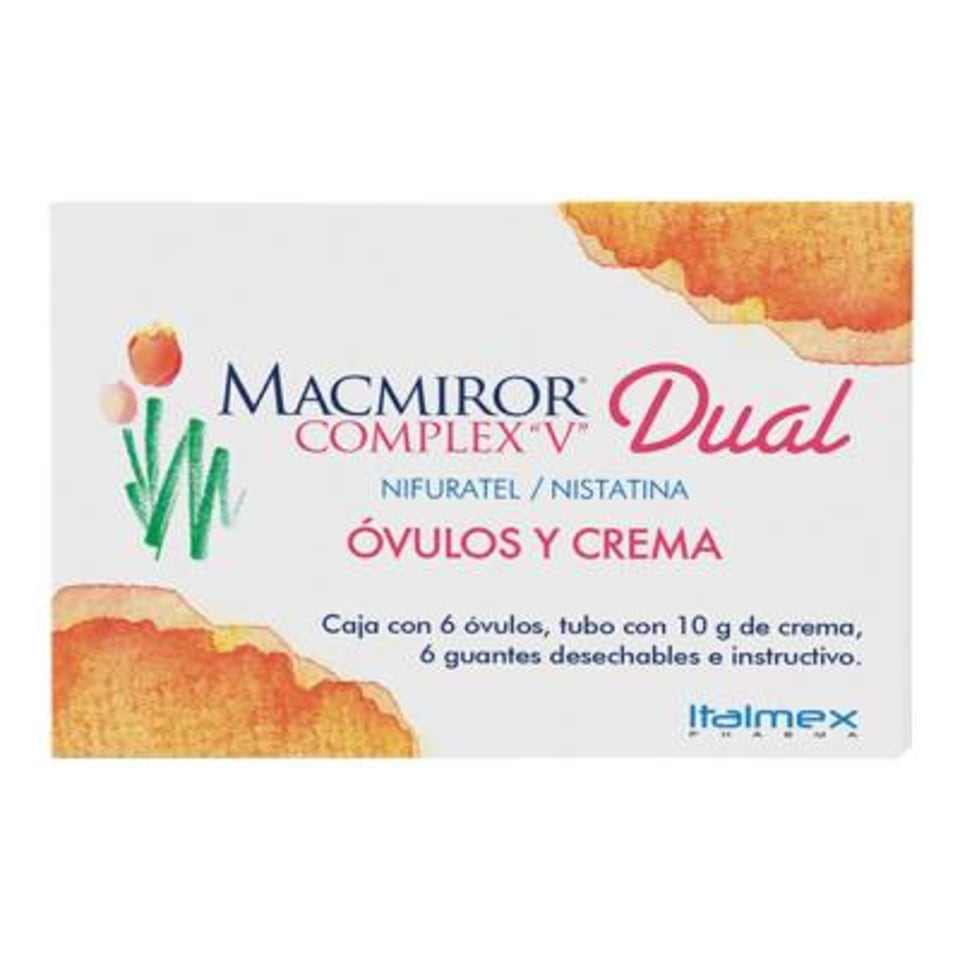 MACMIROR® Dual
COMPLEX "V"
NIFURATEL / NISTATINA
ÓVULOS Y CREMA
Caja con 6 óvulos, tubo con 10 g de crema,
6 guantes desechables e instructivo.
Italmex
PHARMA